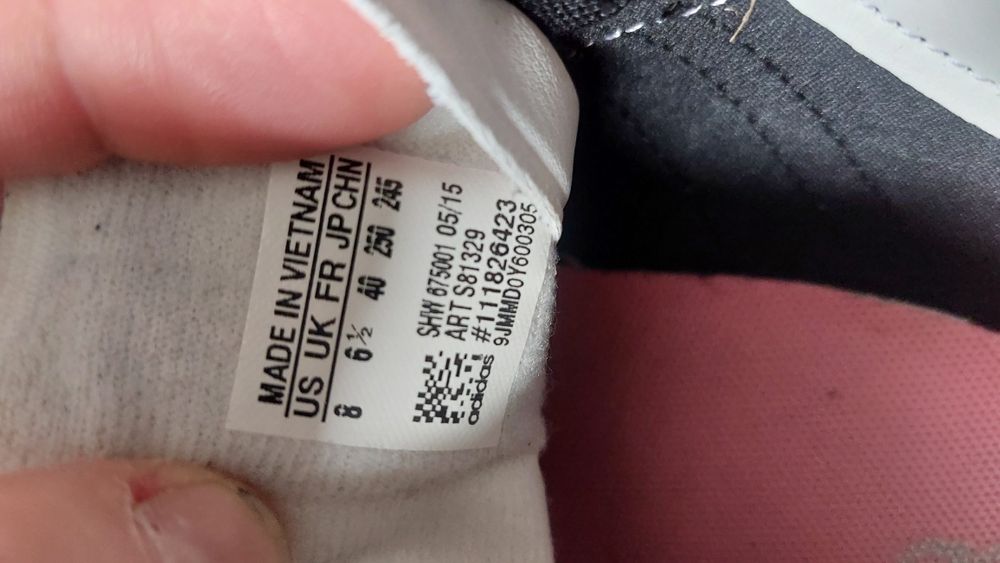 MADE IN VIETNAM
US UK FR JP CHN
8 6½ 40 250 245
SHW 675001 05/15
ART S81329
#111826423
9JMMD0Y600305
adidas